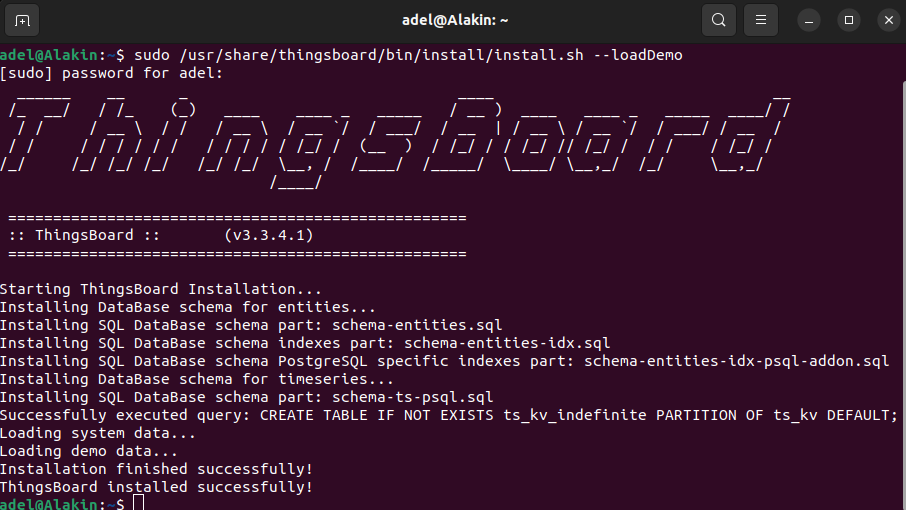 adel@Alakin: ~
adel@Alakin:~$ sudo /usr/share/thingsboard/bin/install/install.sh --loadDemo
[sudo] password for adel:
Thingsboard
===================================================
:: ThingsBoard ::       (v3.3.4.1)
===================================================
Starting ThingsBoard Installation...
Installing DataBase schema for entities...
Installing SQL DataBase schema part: schema-entities.sql
Installing SQL DataBase schema indexes part: schema-entities-idx.sql
Installing SQL DataBase schema PostgreSQL specific indexes part: schema-entities-idx-psql-addon.sql
Installing DataBase schema for timeseries...
Installing SQL DataBase schema part: schema-ts-psql.sql
Successfully executed query: CREATE TABLE IF NOT EXISTS ts_kv_indefinite PARTITION OF ts_kv DEFAULT;
Loading system data...
Loading demo data...
Installation finished successfully!
ThingsBoard installed successfully!
adel@Alakin:~$